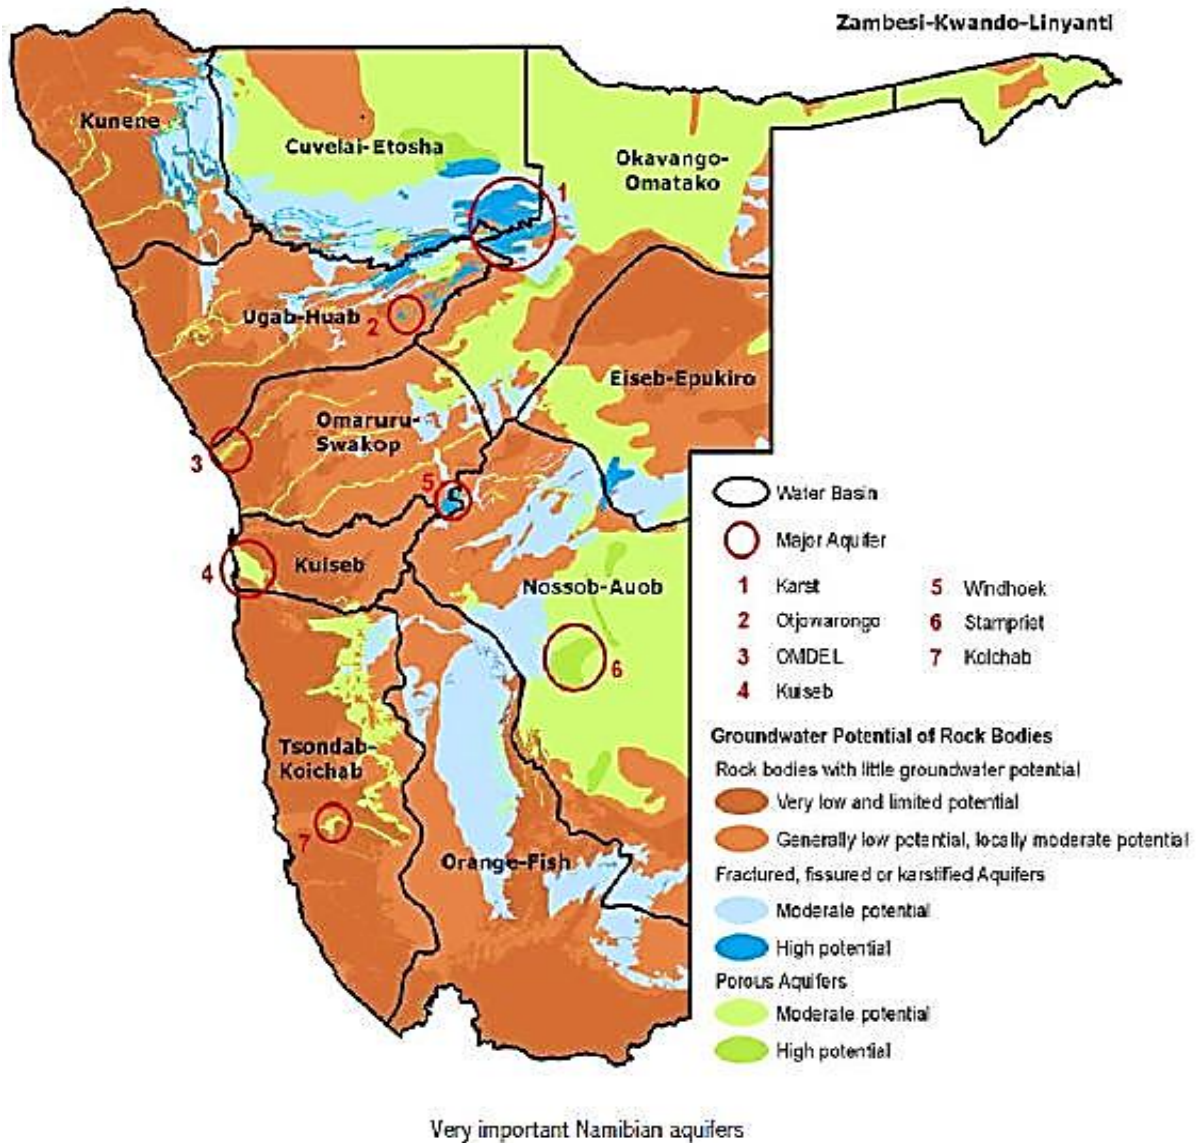 Zambesi-Kwando-Linyanti
Kunene
Cuvelai-Etosha
Okavango-
Omatako
1
Ugab-Huab
2
Eiseb-Epukiro
Omaruru-
Swakop
3
5
Kuiseb
4
Nossob-Auob
6
Tsondab-
Koichab
7
Orange-Fish
Water Basin
Major Aquifer
1 Karst
2 Otjowarongo
3 OMDEL
4 Kuiseb
5 Windhoek
6 Stampriet
7 Koichab
Groundwater Potential of Rock Bodies
Rock bodies with little groundwater potential
Very low and limited potential
Generally low potential, locally moderate potential
Fractured, fissured or karstified Aquifers
Moderate potential
High potential
Porous Aquifers
Moderate potential
High potential
Very important Namibian aquifers